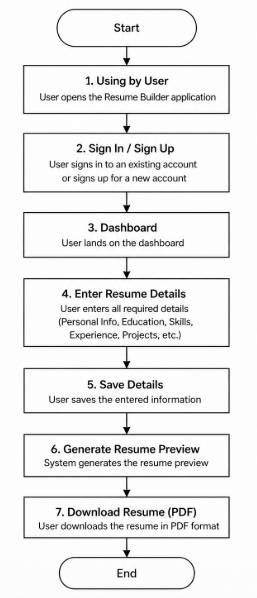 Start
1. Using by User
User opens the Resume Builder application
2. Sign In / Sign Up
User signs in to an existing account
or signs up for a new account
3. Dashboard
User lands on the dashboard
4. Enter Resume Details
User enters all required details
(Personal Info, Education, Skills,
Experience, Projects, etc.)
5. Save Details
User saves the entered information
6. Generate Resume Preview
System generates the resume preview
7. Download Resume (PDF)
User downloads the resume in PDF format
End